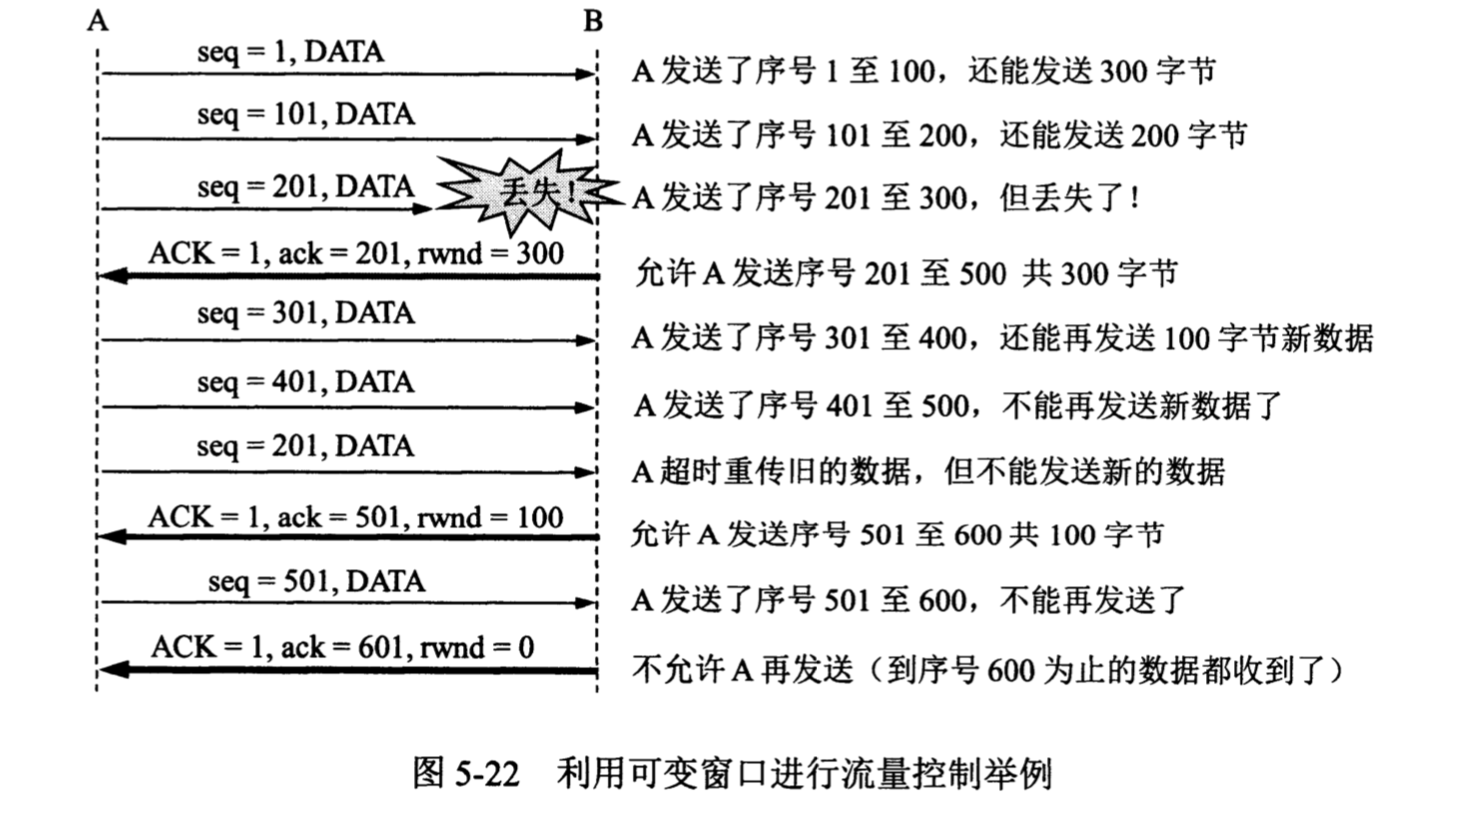 A B
seq = 1, DATA
A 发送了序号 1 至 100，还能发送 300 字节
seq = 101, DATA
A 发送了序号 101 至 200，还能发送 200 字节
seq = 201, DATA
丢失！
A 发送了序号 201 至 300，但丢失了！
ACK = 1, ack = 201, rwnd = 300
允许 A 发送序号 201 至 500 共 300 字节
seq = 301, DATA
A 发送了序号 301 至 400，还能再发送 100 字节新数据
seq = 401, DATA
A 发送了序号 401 至 500，不能再发送新数据了
seq = 201, DATA
A 超时重传旧的数据，但不能发送新的数据
ACK = 1, ack = 501, rwnd = 100
允许 A 发送序号 501 至 600 共 100 字节
seq = 501, DATA
A 发送了序号 501 至 600，不能再发送了
ACK = 1, ack = 601, rwnd = 0
不允许 A 再发送（到序号 600 为止的数据都收到了）
图 5-22 利用可变窗口进行流量控制举例